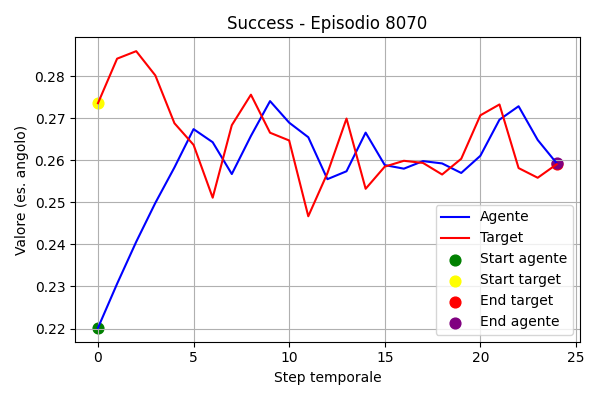 Success - Episodio 8070
Valore (es. angolo)
0.28
0.27
0.26
0.25
0.24
0.23
0.22
0
5
10
15
20
25
Step temporale
Agente
Target
Start agente
Start target
End target
End agente